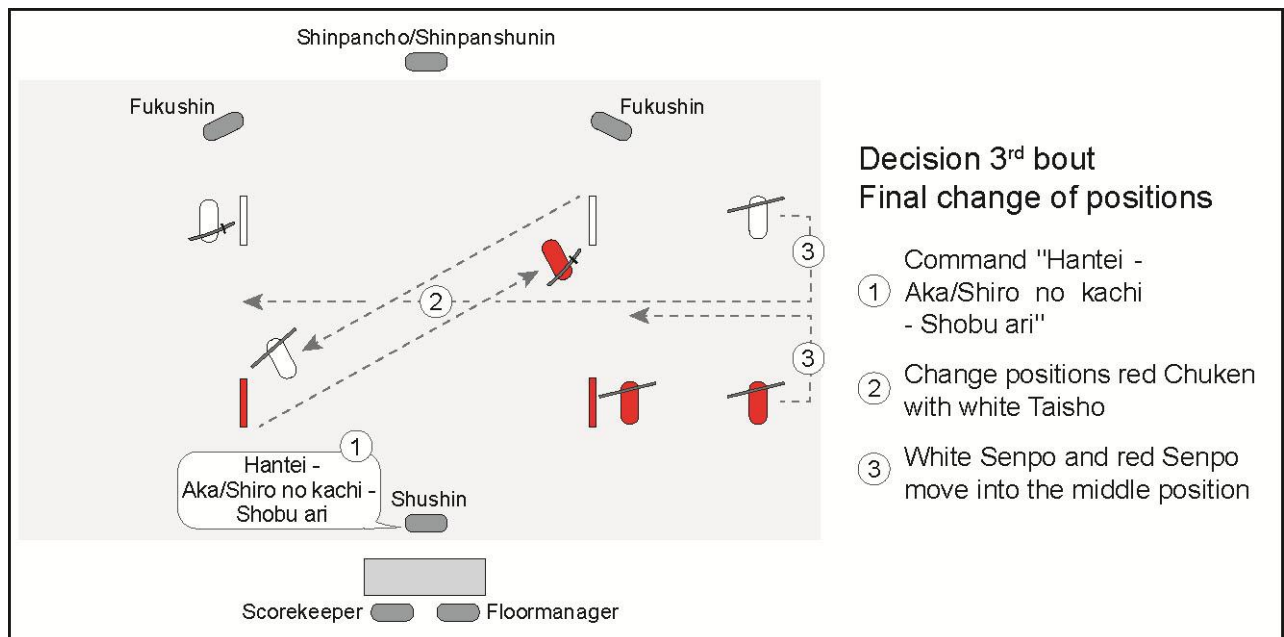 Shinpancho/Shinpanshunin
Fukushin
Fukushin
3
2
3
1
Hantei -
Aka/Shiro no kachi -
Shobu ari
Shushin
Scorekeeper
Floormanager
Decision 3rd bout
Final change of positions
1 Command "Hantei -
Aka/Shiro no kachi
- Shobu ari"
2 Change positions red Chuken
with white Taisho
3 White Senpo and red Senpo
move into the middle position